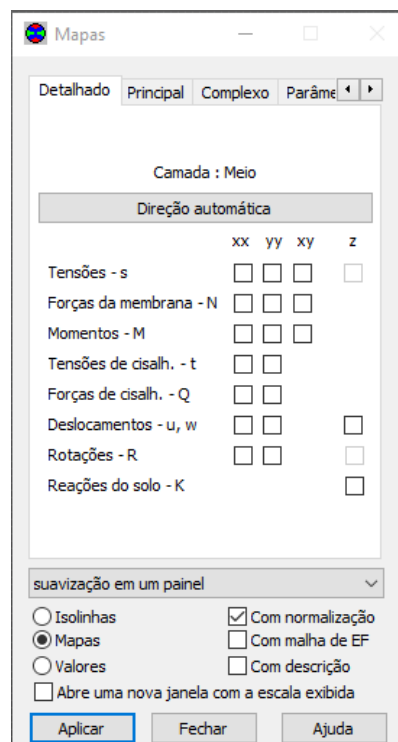 Mapas
Detalhado Principal Complexo Parâme
Camada : Meio
Direção automática
xx yy xy z
Tensões - s
Forças da membrana - N
Momentos - M
Tensões de cisalh. - t
Forças de cisalh. - Q
Deslocamentos - u, w
Rotações - R
Reações do solo - K
suavização em um painel
Isolinhas Com normalização
Mapas Com malha de EF
Valores Com descrição
Abre uma nova janela com a escala exibida
Aplicar Fechar Ajuda